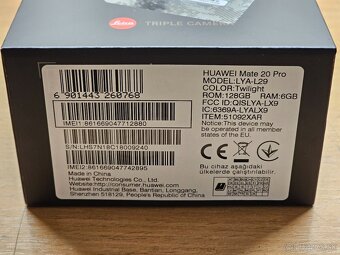 Leica
TRIPLE CAMERA
6 901443 260768
IMEI1:861669047712880
S/N:LHS7N18C18009240
IMEI2:861669047742895
Made in China
Huawei Technologies Co., Ltd.
http://consumer.huawei.com
Huawei Industrial Base, Bantian, Longgang,
Shenzhen 518129, People's Republic of China
HUAWEI Mate 20 Pro
MODEL:LYA-L29
COLOR:Twilight
ROM:128GB RAM:6GB
FCC ID:QISLYA-LX9
IC: 6369A-LYALX9
ITEM:51092XAR
Notice:This device may
be operated in all
member states of
the EU.
Bu cihaz aşağıdaki
ülkelerde çalışır.